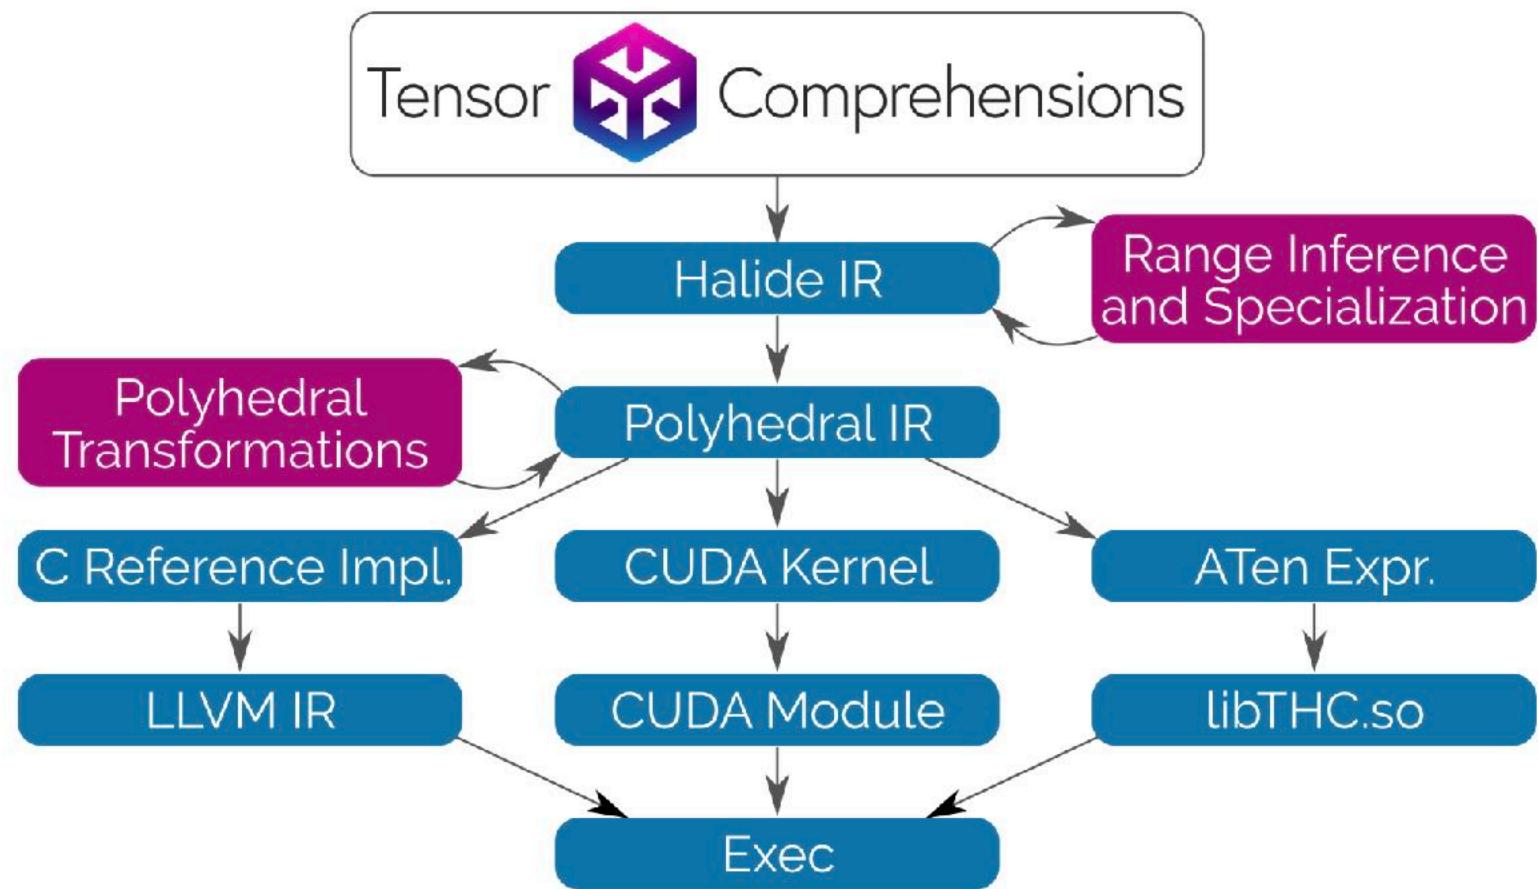 Tensor Comprehensions
Halide IR
Range Inference
and Specialization
Polyhedral
Transformations
Polyhedral IR
C Reference Impl.
CUDA Kernel
ATen Expr.
LLVM IR
CUDA Module
libTHC.so
Exec